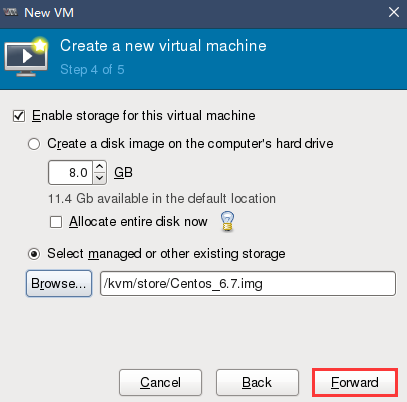 New VM
Create a new virtual machine
Step 4 of 5
Enable storage for this virtual machine
Create a disk image on the computer's hard drive
8.0 GB
11.4 Gb available in the default location
Allocate entire disk now
Select managed or other existing storage
Browse... /kvm/store/Centos_6.7.img
Cancel Back Forward